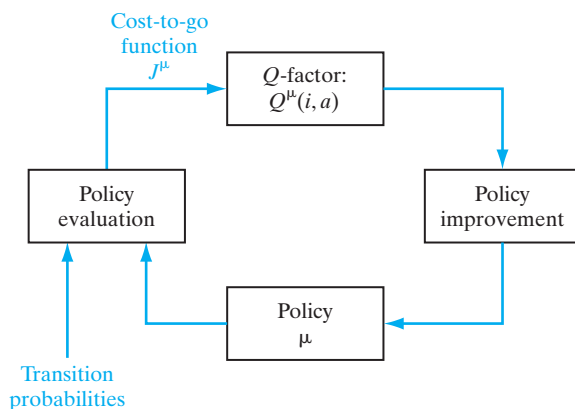 Cost-to-go
function
J^μ
Q-factor:
Q^μ(i, a)
Policy
evaluation
Policy
improvement
Policy
μ
Transition
probabilities